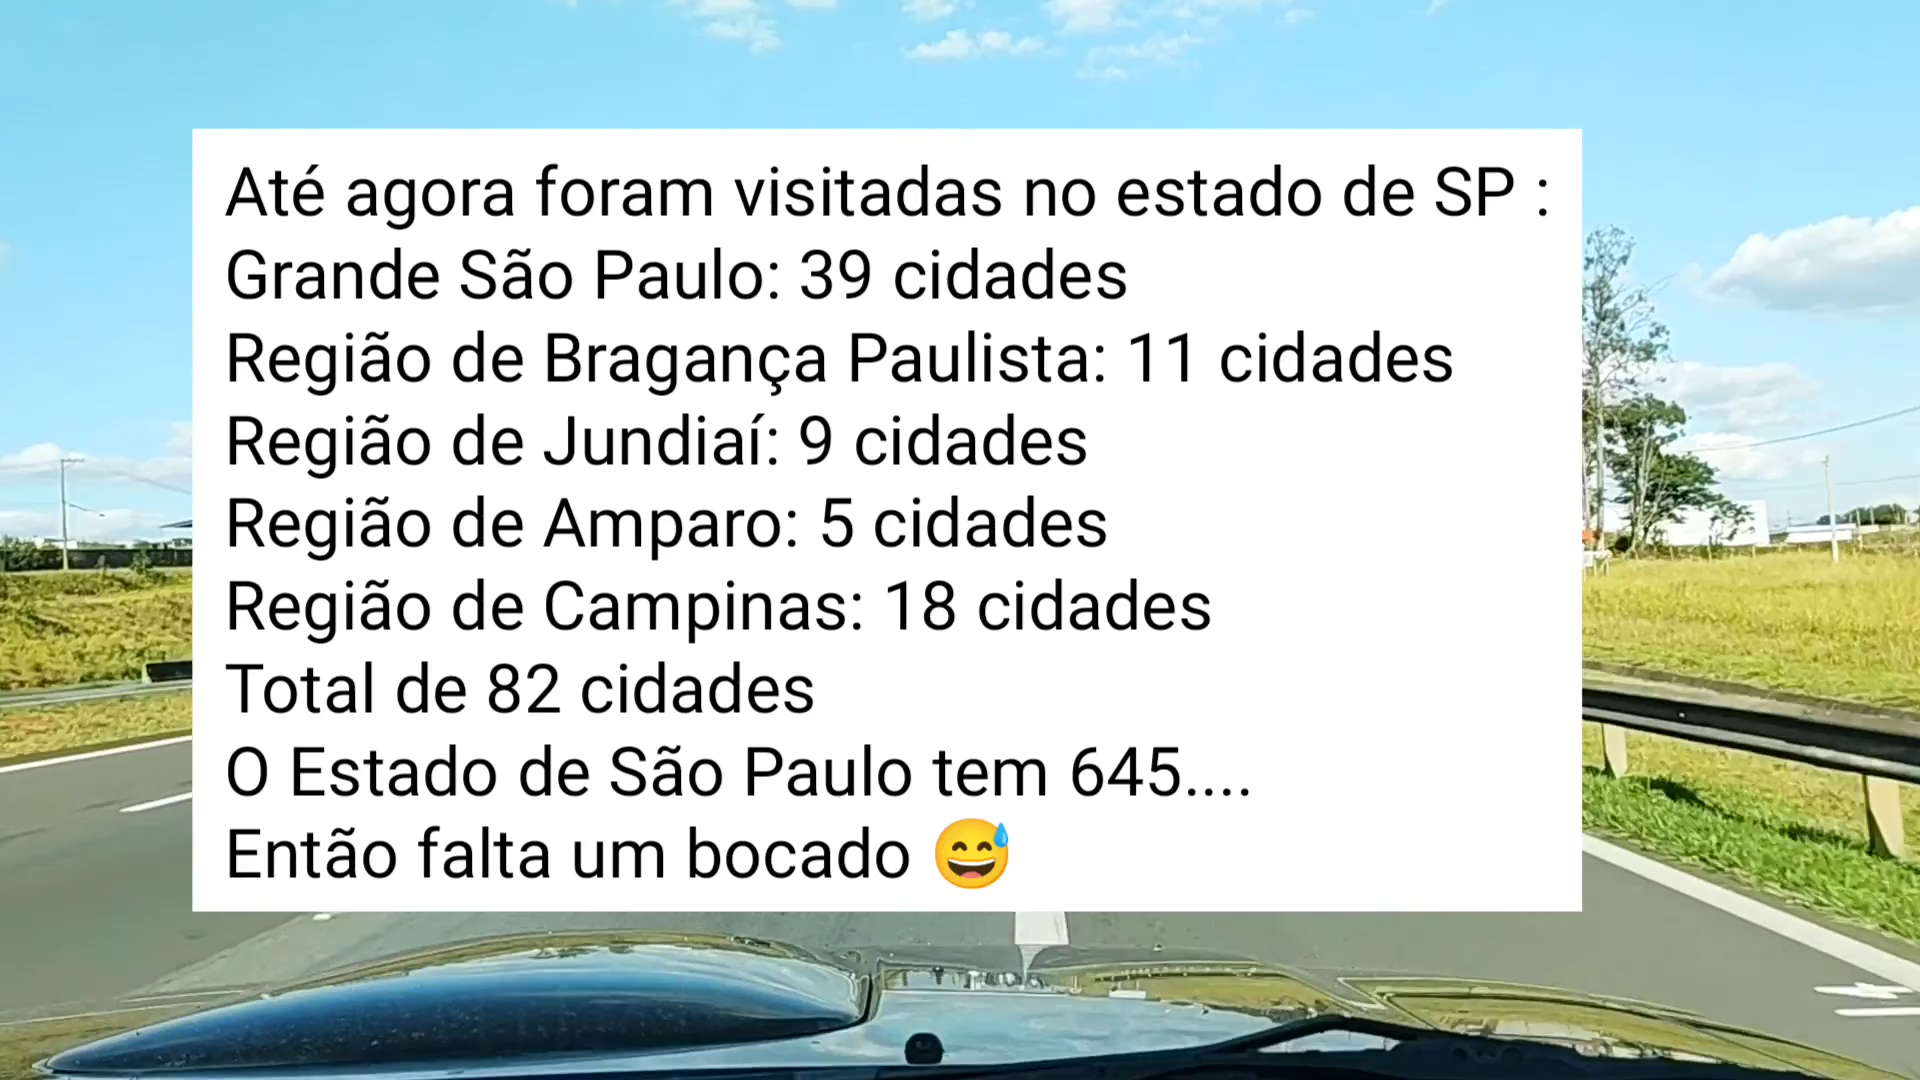 Até agora foram visitadas no estado de SP :
Grande São Paulo: 39 cidades
Região de Bragança Paulista: 11 cidades
Região de Jundiaí: 9 cidades
Região de Amparo: 5 cidades
Região de Campinas: 18 cidades
Total de 82 cidades
O Estado de São Paulo tem 645....
Então falta um bocado 😅